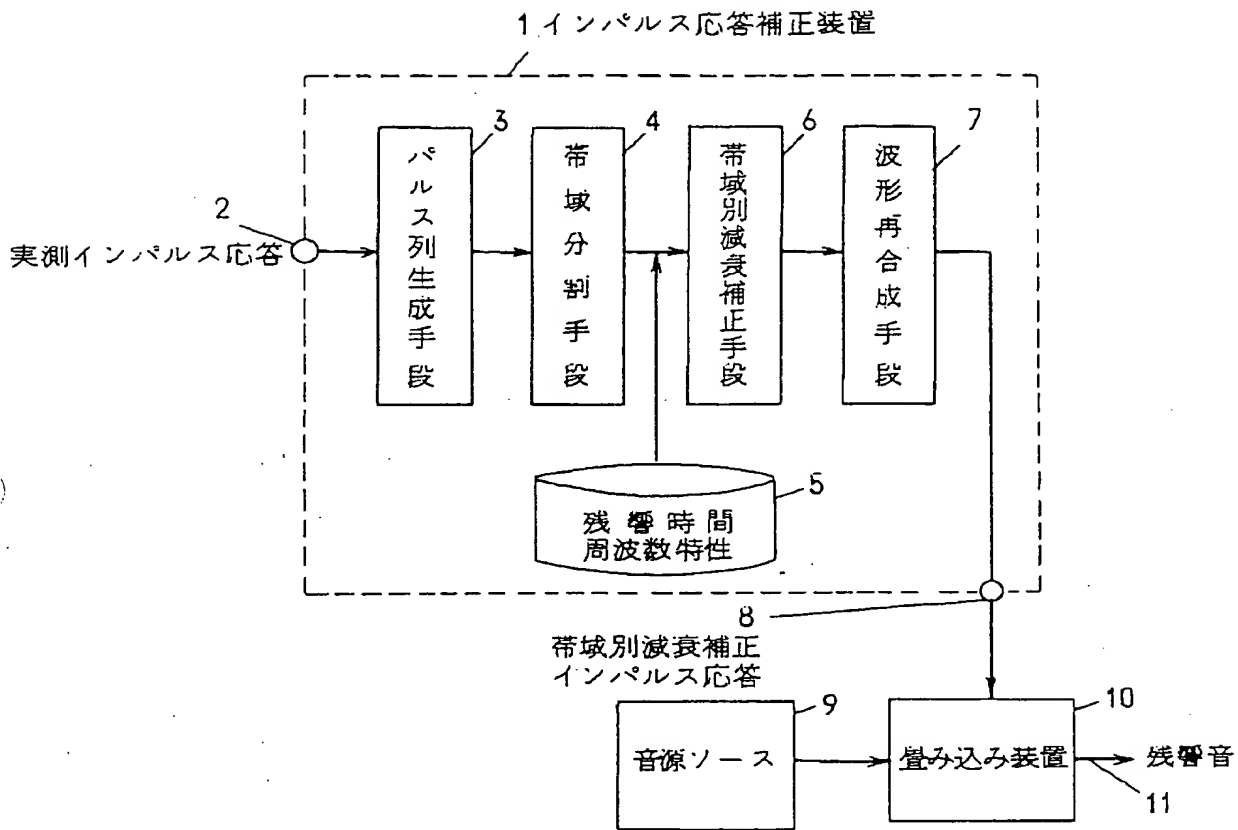 1 インパルス応答補正装置
3
4
6
7
パルス列生成手段
帯域分割手段
帯域別減衰補正手段
波形再合成手段
2
実測インパルス応答
5
残響時間
周波数特性
8
帯域別減衰補正
インパルス応答
9
10
音源ソース
畳み込み装置
残響音
11